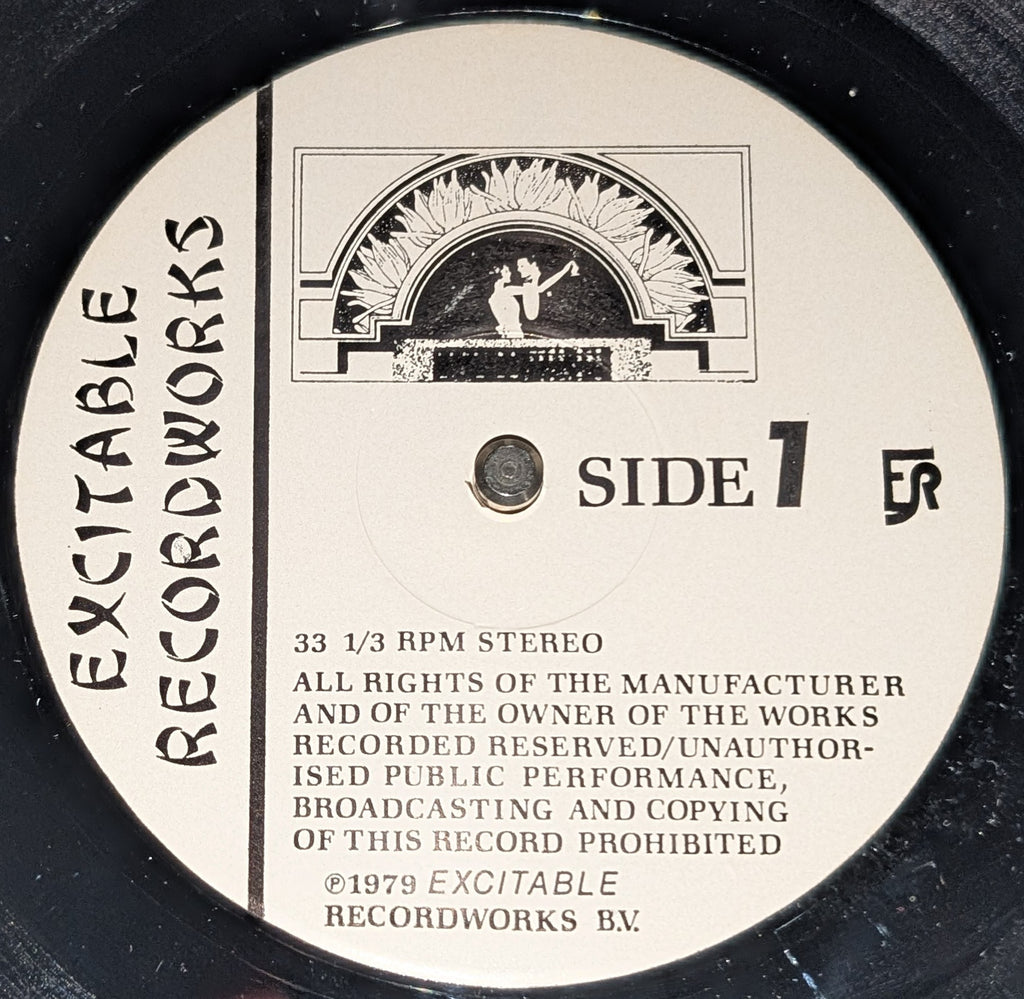 EXCITABLE
RECORDWORKS
SIDE 1
33 1/3 RPM STEREO
ALL RIGHTS OF THE MANUFACTURER
AND OF THE OWNER OF THE WORKS
RECORDED RESERVED/UNAUTHOR-
ISED PUBLIC PERFORMANCE,
BROADCASTING AND COPYING
OF THIS RECORD PROHIBITED
℗1979 EXCITABLE
RECORDWORKS B.V.